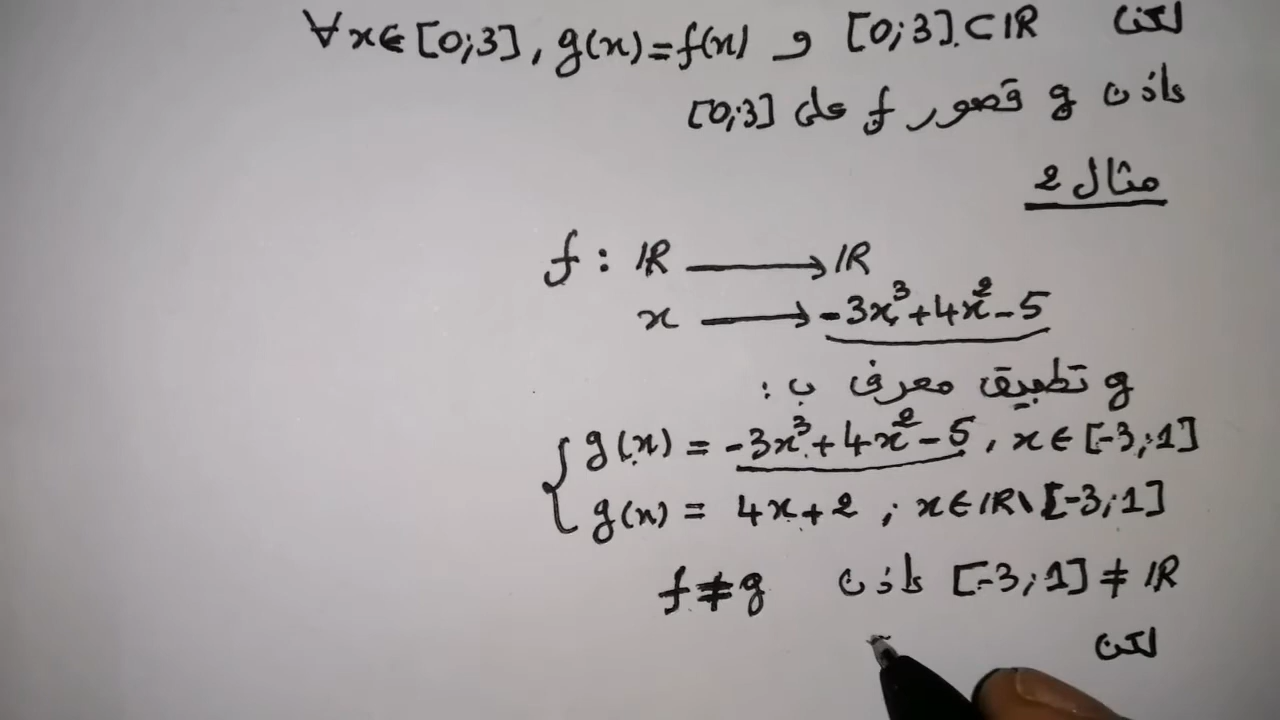 لكن [0;3] ⊂ IR و ∀x∈[0;3], g(x)=f(x)
إذن g قصور f على [0;3]
مثال 2
f : IR ⟶ IR
x ⟶ -3x³+4x²-5
g تطبيق معرف ب :
g(x) = -3x³+4x²-5 , x∈[-3;1]
g(x) = 4x+2 ; x∈IR\[-3;1]
[-3;1] ≠ IR إذن f≠g
لكن